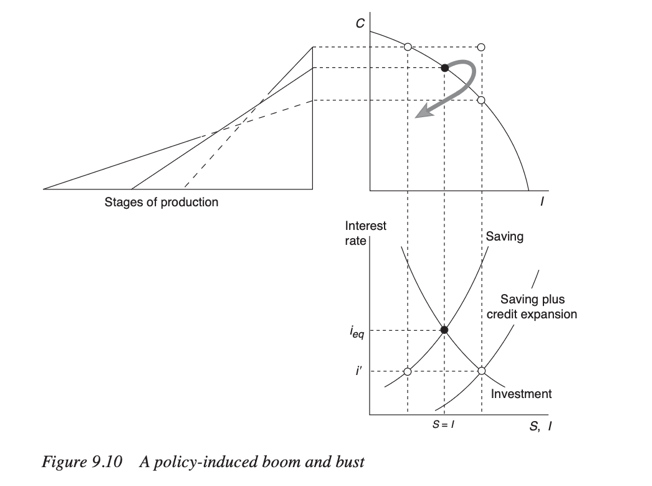 C
Stages of production
I
Interest
rate
Saving
Saving plus
credit expansion
ieq
i'
Investment
S = I
S, I
Figure 9.10 A policy-induced boom and bust